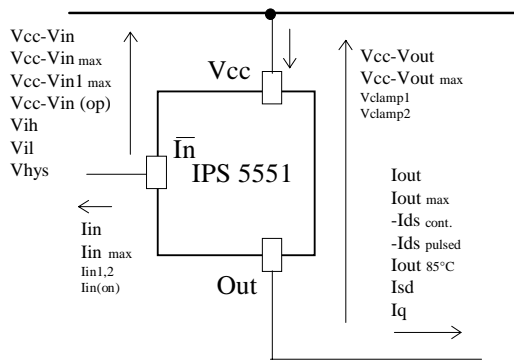 Vcc-Vin
Vcc-Vin max
Vcc-Vin1 max
Vcc-Vin (op)
Vih
Vil
Vhys
Vcc
In
IPS 5551
Iin
Iin max
Iin1,2
Iin(on)
Out
Vcc-Vout
Vcc-Vout max
Vclamp1
Vclamp2
Iout
Iout max
-Ids cont.
-Ids pulsed
Iout 85°C
Isd
Iq